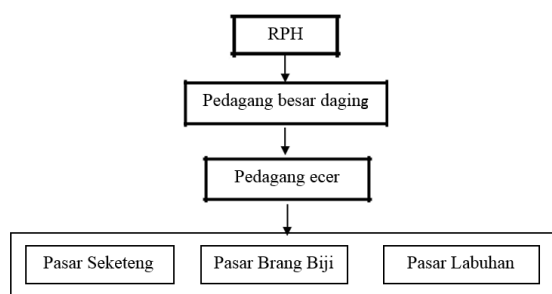 RPH
Pedagang besar daging
Pedagang ecer
Pasar Seketeng
Pasar Brang Biji
Pasar Labuhan